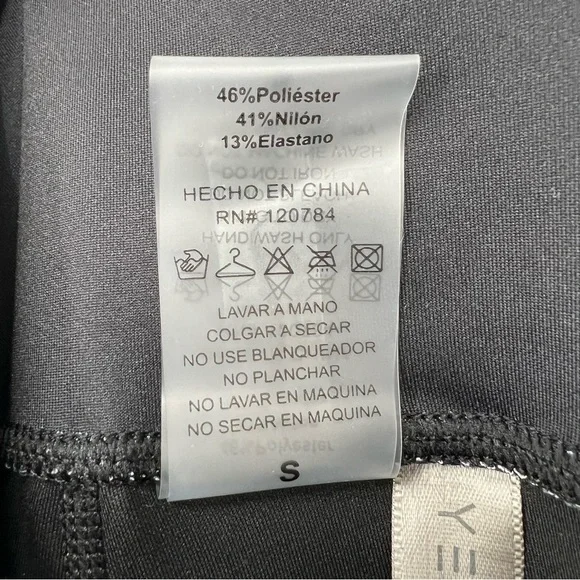 46%Poliéster
41%Nilón
13%Elastano
HECHO EN CHINA
RN# 120784
LAVAR A MANO
COLGAR A SECAR
NO USE BLANQUEADOR
NO PLANCHAR
NO LAVAR EN MAQUINA
NO SECAR EN MAQUINA
S